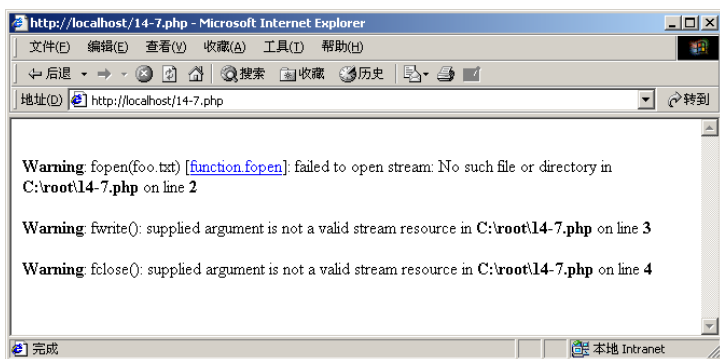 http://localhost/14-7.php - Microsoft Internet Explorer
文件(F) 编辑(E) 查看(V) 收藏(A) 工具(T) 帮助(H)
后退 搜索 收藏 历史
地址(D) http://localhost/14-7.php 转到
Warning: fopen(foo.txt) [function.fopen]: failed to open stream: No such file or directory in
C:\root\14-7.php on line 2
Warning: fwrite(): supplied argument is not a valid stream resource in C:\root\14-7.php on line 3
Warning: fclose(): supplied argument is not a valid stream resource in C:\root\14-7.php on line 4
完成 本地 Intranet